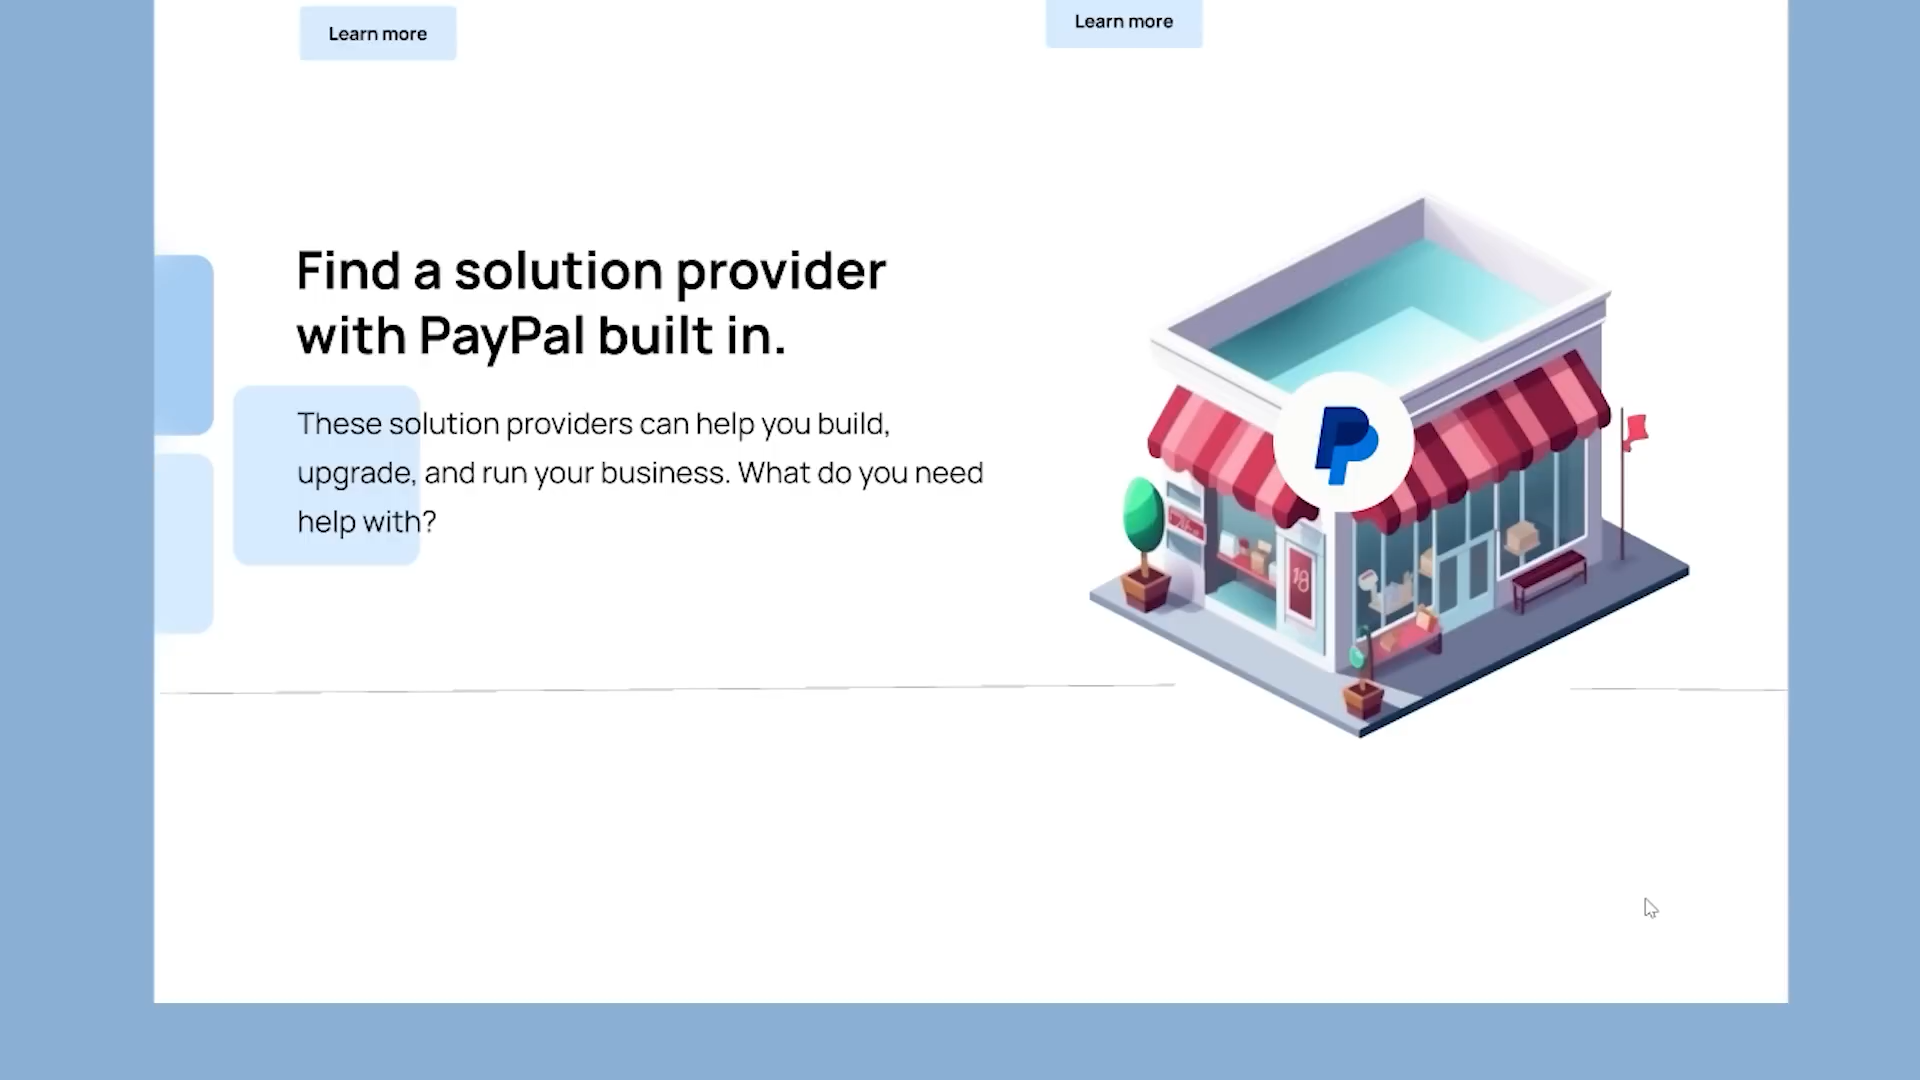 Learn more
Learn more
Find a solution provider
with PayPal built in.
These solution providers can help you build,
upgrade, and run your business. What do you need
help with?
18